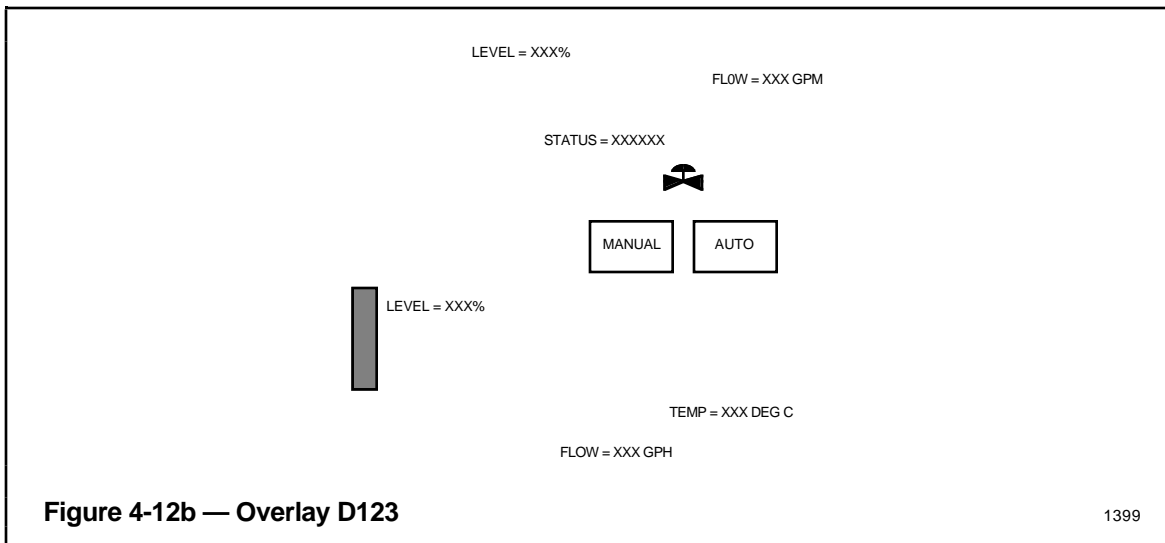 LEVEL = XXX%
FL0W = XXX GPM
STATUS = XXXXXX
MANUAL
AUTO
LEVEL = XXX%
TEMP = XXX DEG C
FLOW = XXX GPH
Figure 4-12b — Overlay D123
1399